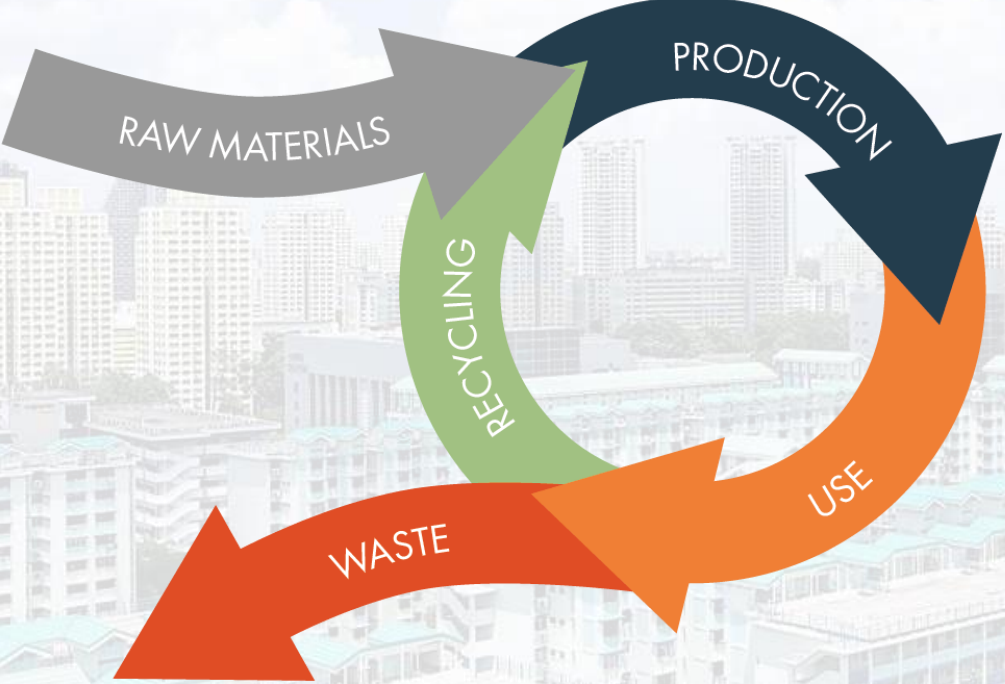 RAW MATERIALS
PRODUCTION
USE
RECYCLING
WASTE